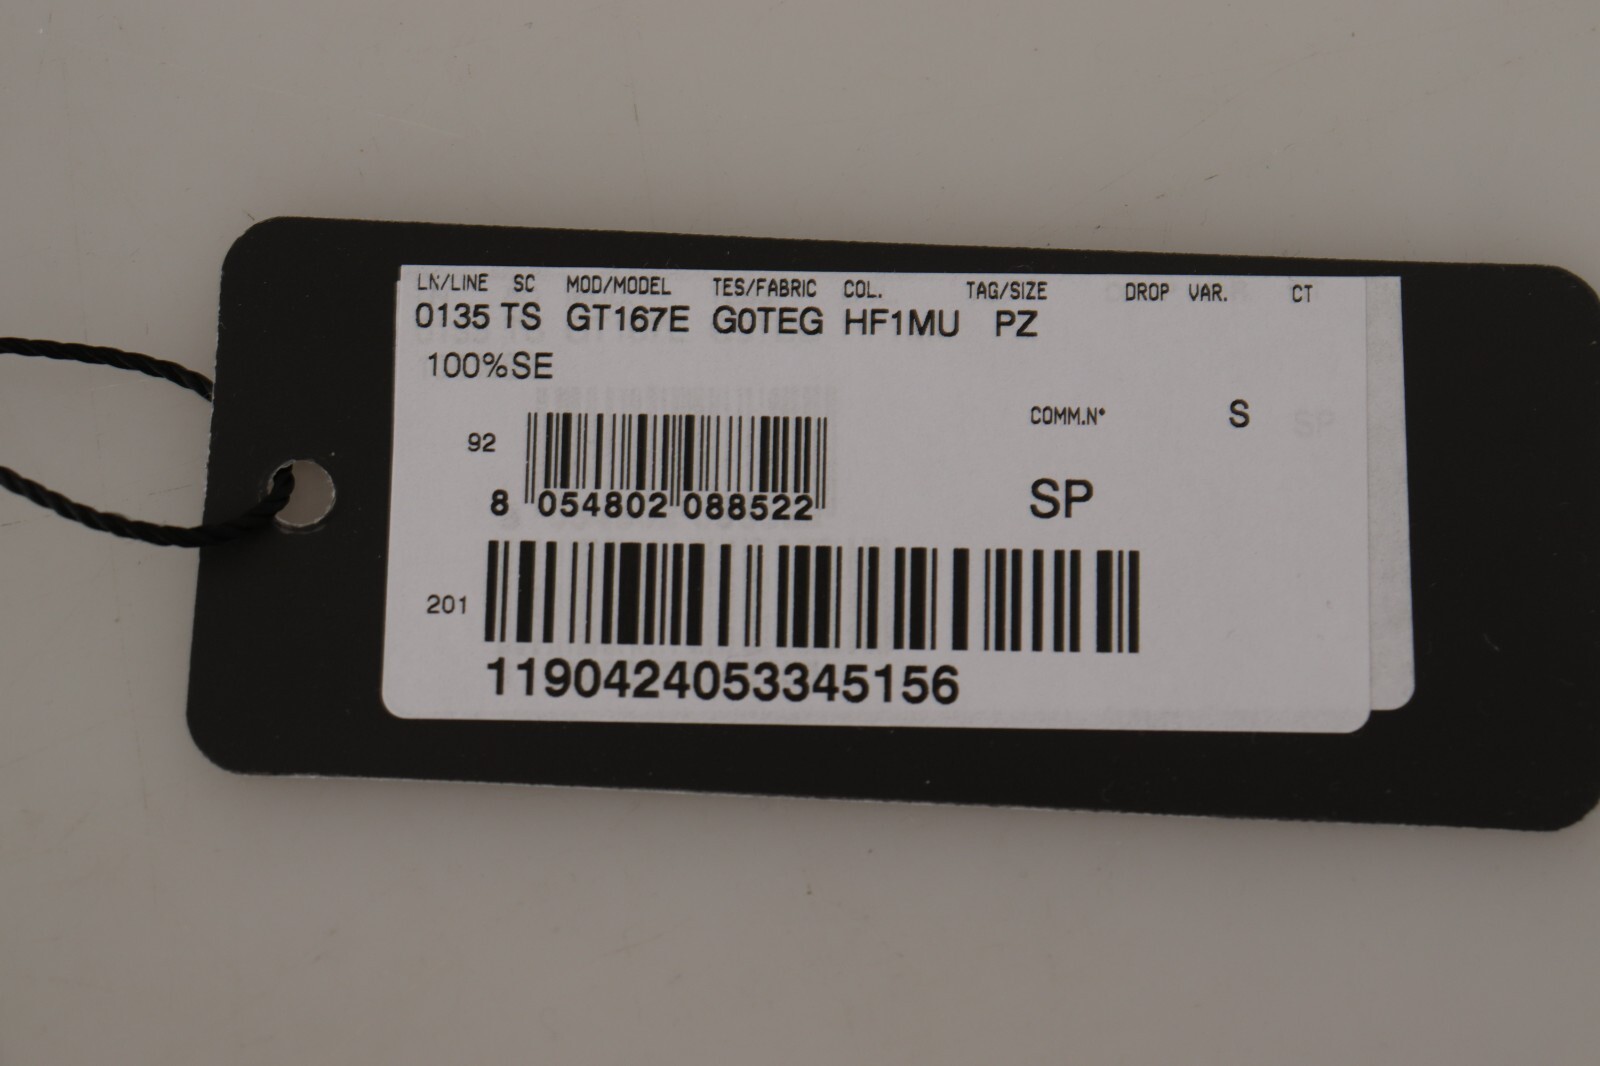 LN/LINE SC MOD/MODEL TES/FABRIC COL. TAG/SIZE DROP VAR. CT
0135 TS GT167E G0TEG HF1MU PZ
100%SE
COMM.N° S
92
8 054802 088522
SP
201
11904240533345156